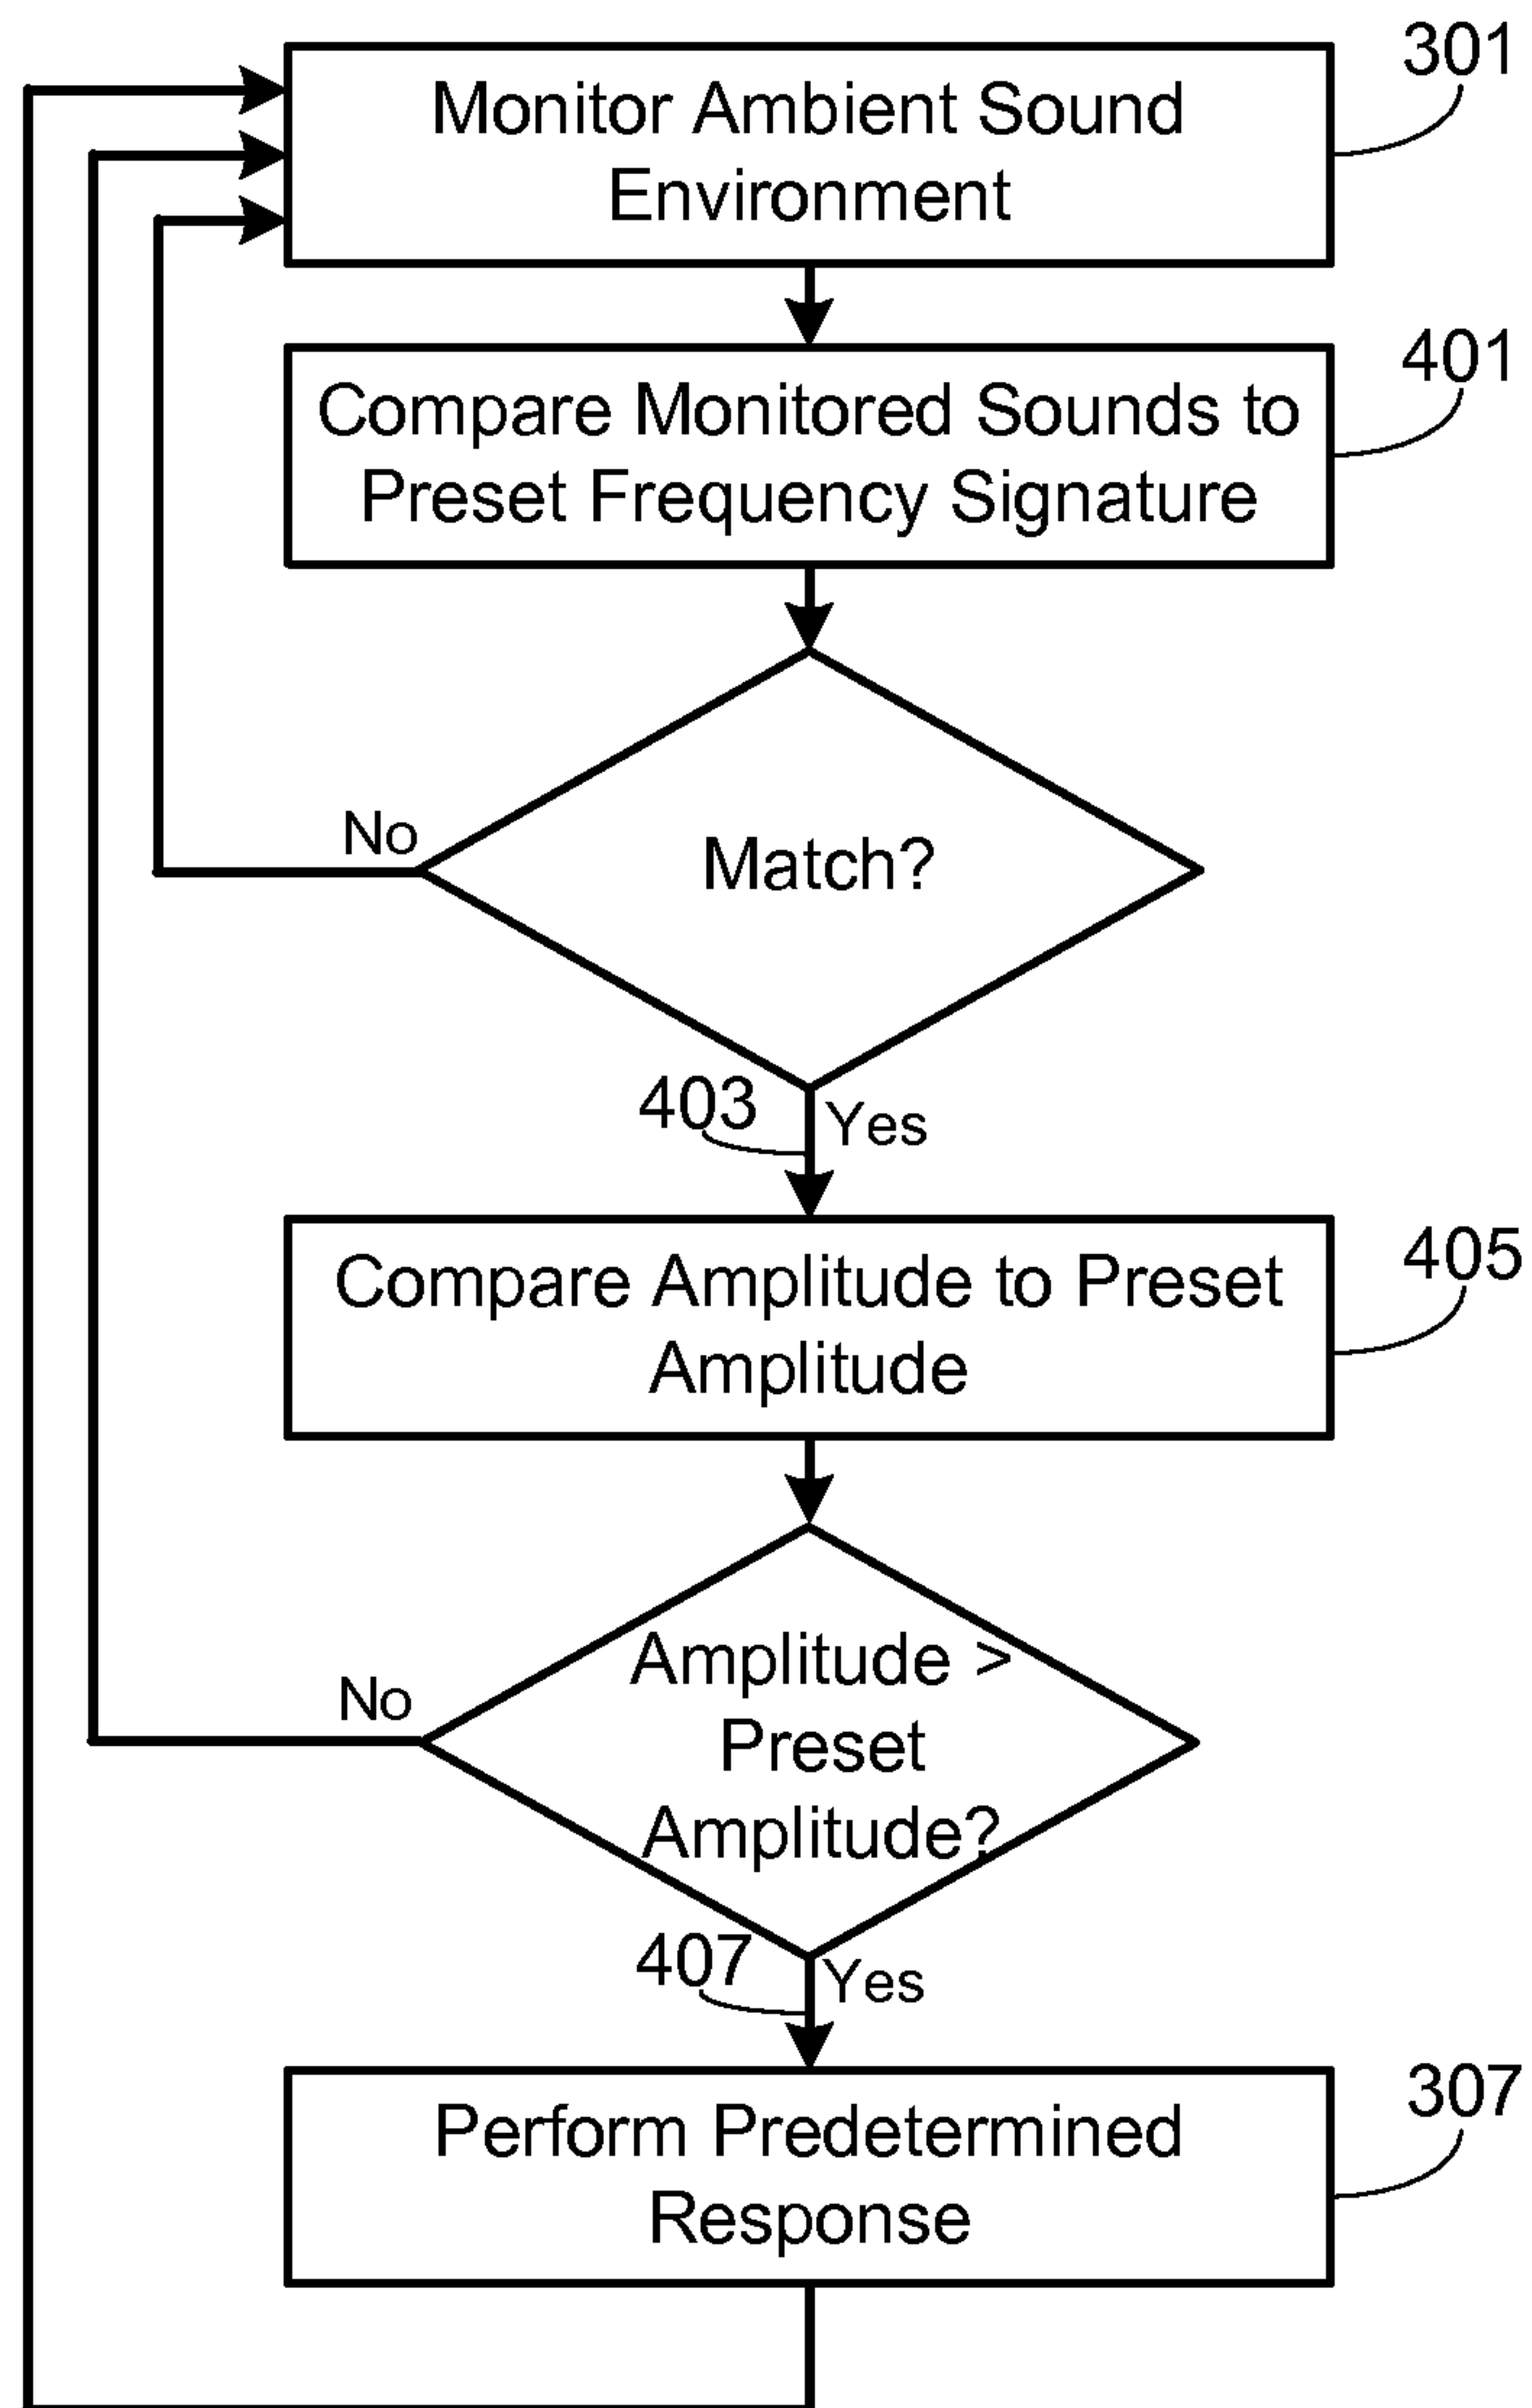 301
Monitor Ambient Sound
Environment
401
Compare Monitored Sounds to
Preset Frequency Signature
No
Match?
403
Yes
405
Compare Amplitude to Preset
Amplitude
No
Amplitude >
Preset
Amplitude?
407
Yes
307
Perform Predetermined
Response